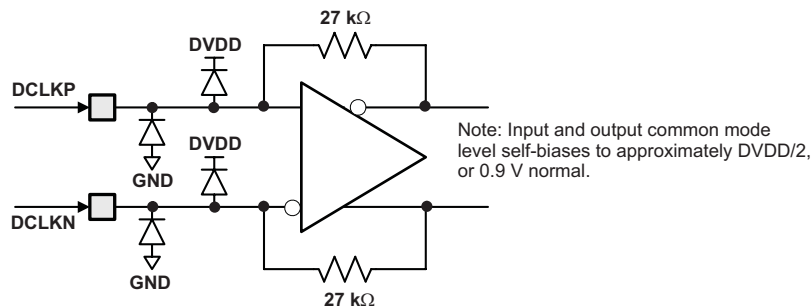 27 kΩ
DVDD
DCLKP
DVDD
GND
Note: Input and output common mode
level self-biases to approximately DVDD/2,
or 0.9 V normal.
DCLKN
GND
27 kΩ